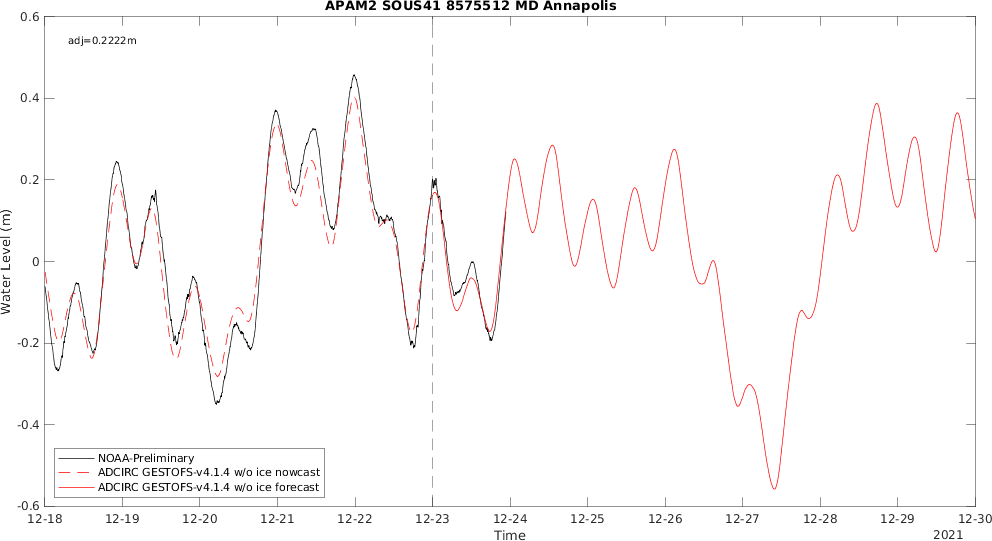 APAM2 SOUS41 8575512 MD Annapolis
adj=0.2222m
0.6
0.4
0.2
0
-0.2
-0.4
-0.6
Water Level (m)
NOAA-Preliminary
ADCIRC GESTOFS-v4.1.4 w/o ice nowcast
ADCIRC GESTOFS-v4.1.4 w/o ice forecast
12-18 12-19 12-20 12-21 12-22 12-23 12-24 12-25 12-26 12-27 12-28 12-29 12-30
Time
2021